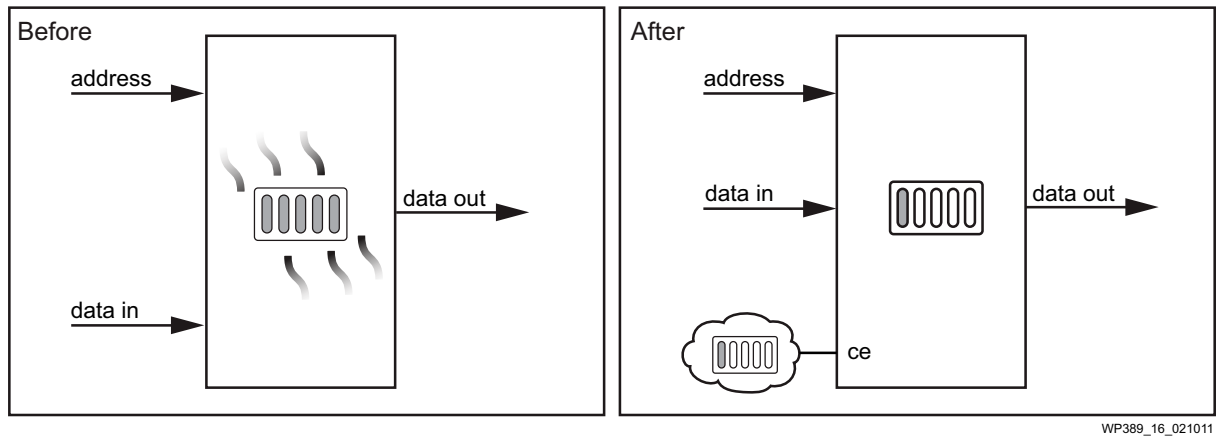 Before
address
data out
data in
After
address
data in
data out
ce
WP389_16_021011